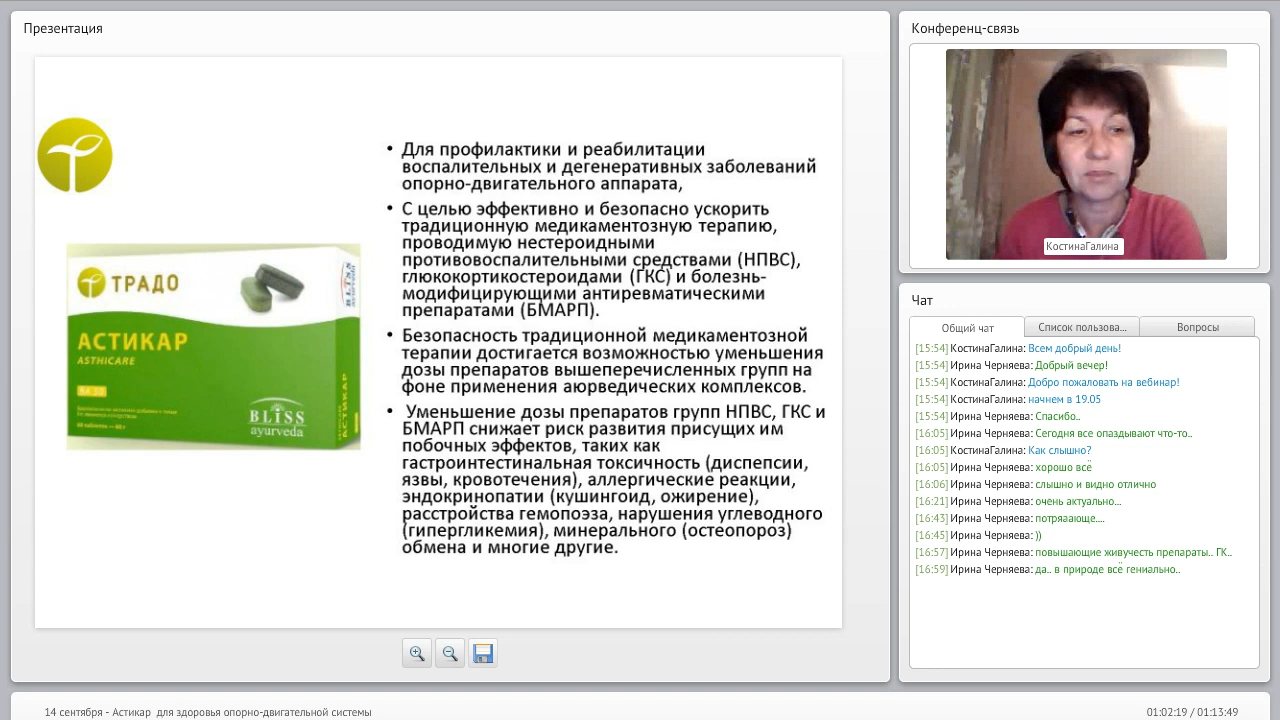 Презентация
• Для профилактики и реабилитации
воспалительных и дегенеративных заболеваний
опорно-двигательного аппарата,
• С целью эффективно и безопасно ускорить
традиционную медикаментозную терапию,
проводимую нестероидными
противовоспалительными средствами (НПВС),
глюкокортикостероидами (ГКС) и болезнь-
модифицирующими антиревматическими
препаратами (БМАРП).
• Безопасность традиционной медикаментозной
терапии достигается возможностью уменьшения
дозы препаратов вышеперечисленных групп на
фоне применения аюрведических комплексов.
• Уменьшение дозы препаратов групп НПВС, ГКС и
БМАРП снижает риск развития присущих им
побочных эффектов, таких как
гастроинтестинальная токсичность (диспепсии,
язвы, кровотечения), аллергические реакции,
эндокринопатии (кушингоид, ожирение),
расстройства гемопоэза, нарушения углеводного
(гипергликемия), минерального (остеопороз)
обмена и многие другие.
ТРАДО
BLISS
ayurveda
АСТИКАР
ASTHICARE
BLISS
ayurveda
АСТИКАР
Конференц-связь
КостинаГалина
Чат
Общий чат
Список пользова...
Вопросы
[15:54] КостинаГалина: Всем добрый день!
[15:54] Ирина Черняева: Добрый вечер!
[15:54] КостинаГалина: Добро пожаловать на вебинар!
[15:54] КостинаГалина: начнем в 19.05
[15:54] Ирина Черняева: Спасибо..
[16:05] Ирина Черняева: Сегодня все опаздывают что-то..
[16:05] КостинаГалина: Как слышно?
[16:05] Ирина Черняева: хорошо всё
[16:06] Ирина Черняева: слышно и видно отлично
[16:21] Ирина Черняева: очень актуально...
[16:43] Ирина Черняева: потряаающе....
[16:45] Ирина Черняева: ))
[16:57] Ирина Черняева: повышающие живучесть препараты.. ГК..
[16:59] Ирина Черняева: да.. в природе всё гениально..
14 сентября - Астикар для здоровья опорно-двигательной системы
01:02:19 / 01:13:49